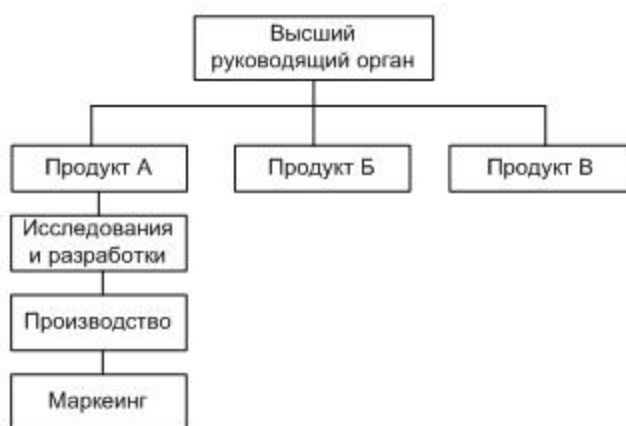 Высший
руководящий орган
Продукт А
Продукт Б
Продукт В
Исследования
и разработки
Производство
Маркеинг